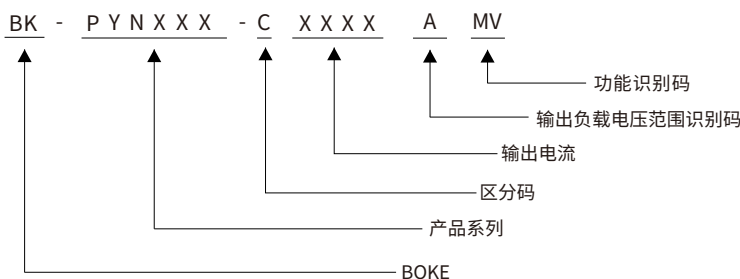 BK - PYNXXX - C XXXX A MV
功能识别码
输出负载电压范围识别码
输出电流
区分码
产品系列
BOKE